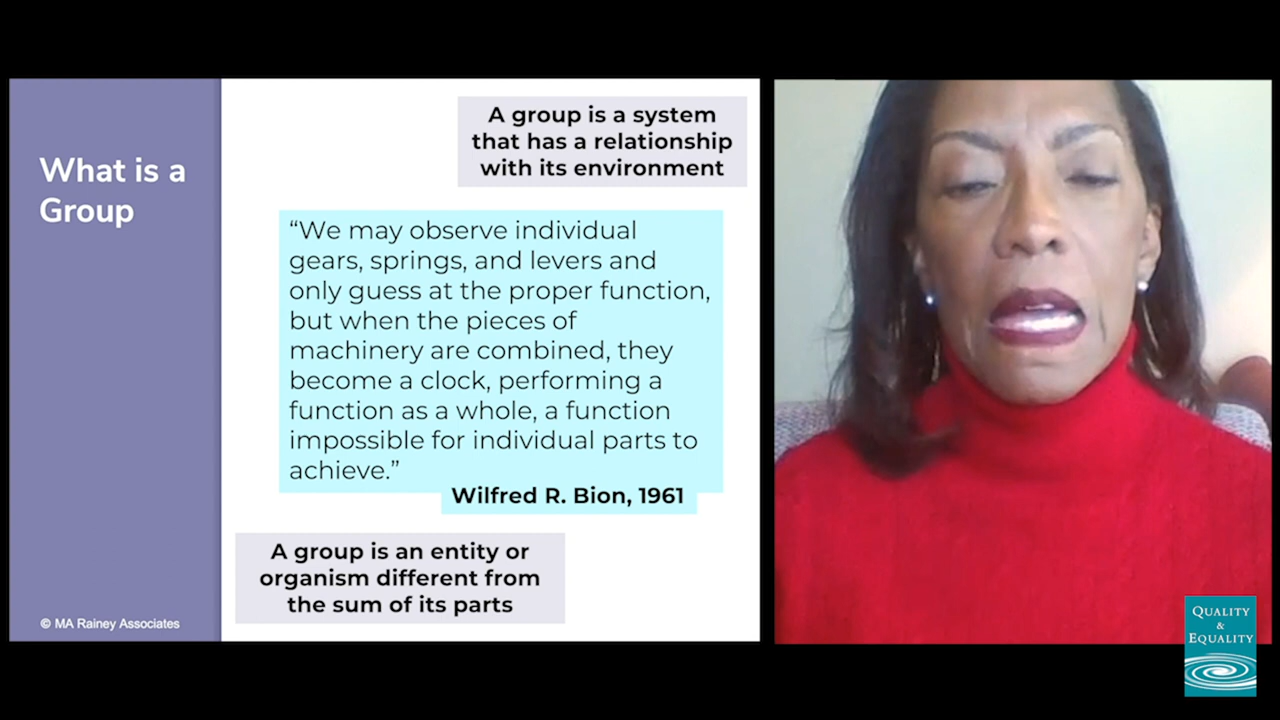 What is a
Group
A group is a system
that has a relationship
with its environment
“We may observe individual
gears, springs, and levers and
only guess at the proper function,
but when the pieces of
machinery are combined, they
become a clock, performing a
function as a whole, a function
impossible for individual parts to
achieve.”
Wilfred R. Bion, 1961
A group is an entity or
organism different from
the sum of its parts
© MA Rainey Associates
QUALITY
&
EQUALITY